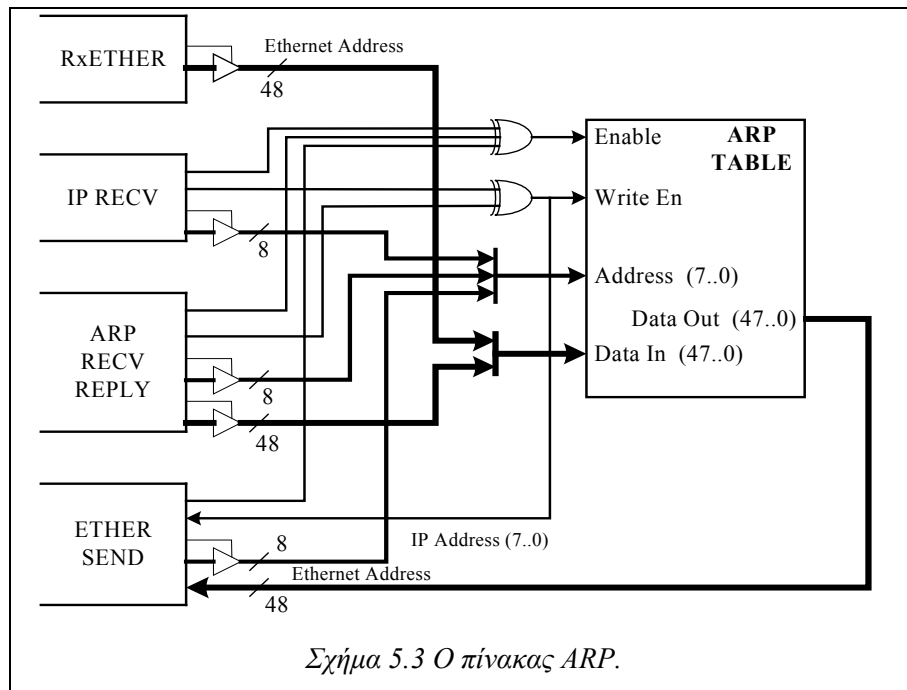 RxETHER
Ethernet Address
48
IP RECV
8
ARP
RECV
REPLY
8
48
ETHER
SEND
8
IP Address (7..0)
Ethernet Address
48
Enable
ARP
TABLE
Write En
Address (7..0)
Data Out (47..0)
Data In (47..0)
Σχήμα 5.3 Ο πίνακας ARP.